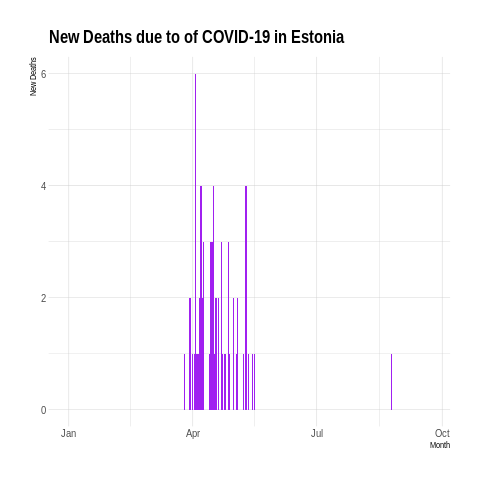 New Deaths due to of COVID-19 in Estonia
New Deaths
6
4
2
0
Jan Apr Jul Oct
Month